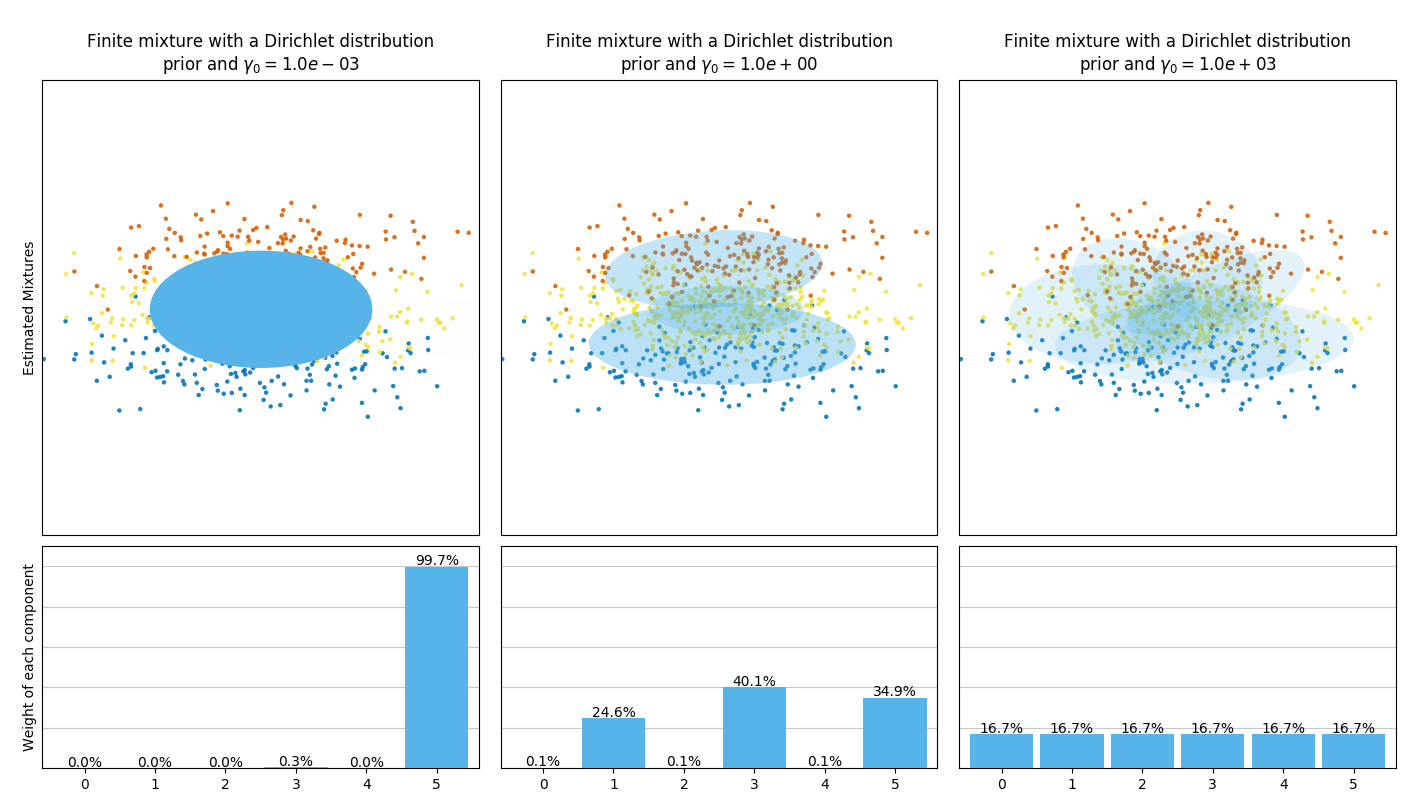 Finite mixture with a Dirichlet distribution
prior and γ₀ = 1.0e − 03
Finite mixture with a Dirichlet distribution
prior and γ₀ = 1.0e + 00
Finite mixture with a Dirichlet distribution
prior and γ₀ = 1.0e + 03
Estimated Mixtures
Weight of each component
0.0% 0.0% 0.0% 0.3% 0.0% 99.7%
0 1 2 3 4 5
0.1% 24.6% 0.1% 40.1% 0.1% 34.9%
0 1 2 3 4 5
16.7% 16.7% 16.7% 16.7% 16.7% 16.7%
0 1 2 3 4 5